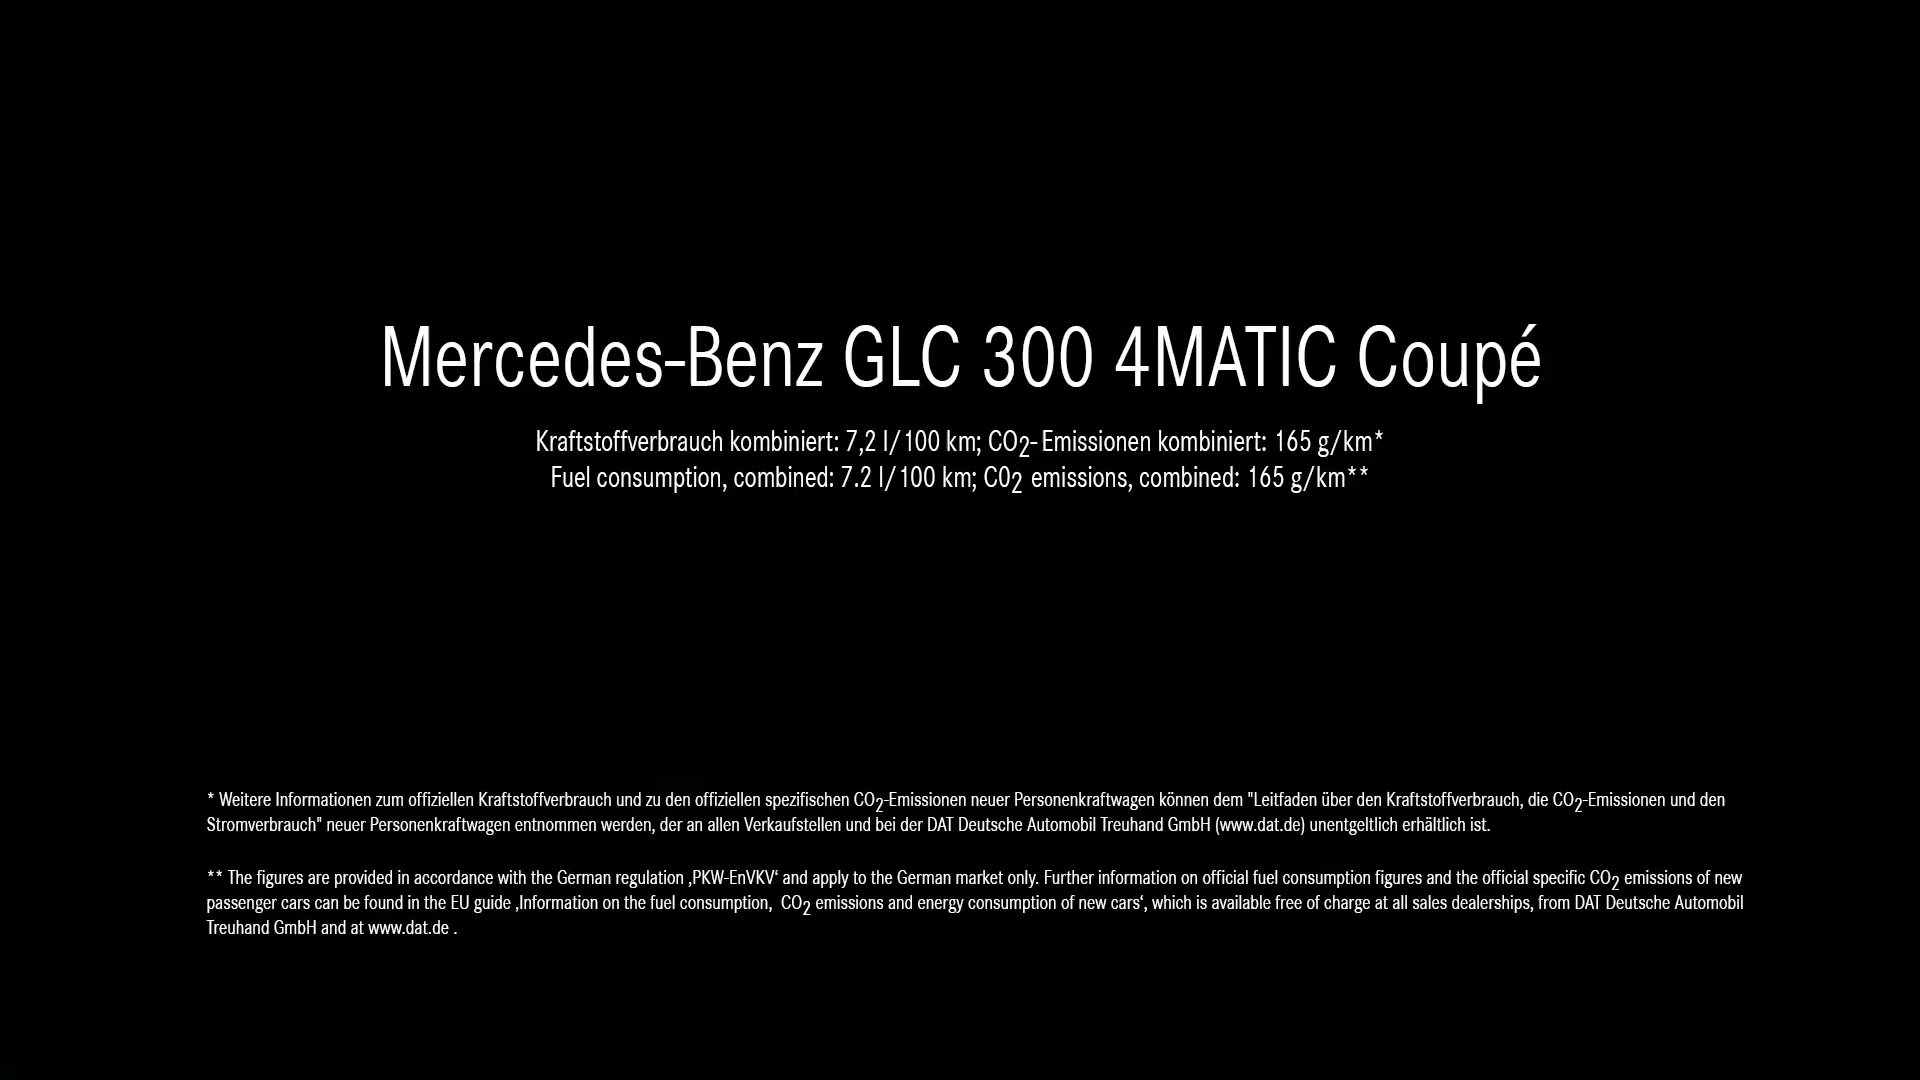 Mercedes-Benz GLC 300 4MATIC Coupé
Kraftstoffverbrauch kombiniert: 7,2 l/100 km; CO2-Emissionen kombiniert: 165 g/km*
Fuel consumption, combined: 7.2 l/100 km; C02 emissions, combined: 165 g/km**
* Weitere Informationen zum offiziellen Kraftstoffverbrauch und zu den offiziellen spezifischen CO2-Emissionen neuer Personenkraftwagen können dem "Leitfaden über den Kraftstoffverbrauch, die CO2-Emissionen und den
Stromverbrauch" neuer Personenkraftwagen entnommen werden, der an allen Verkaufstellen und bei der DAT Deutsche Automobil Treuhand GmbH (www.dat.de) unentgeltlich erhältlich ist.
** The figures are provided in accordance with the German regulation ‚PKW-EnVKV‘ and apply to the German market only. Further information on official fuel consumption figures and the official specific CO2 emissions of new
passenger cars can be found in the EU guide ‚Information on the fuel consumption, CO2 emissions and energy consumption of new cars‘, which is available free of charge at all sales dealerships, from DAT Deutsche Automobil
Treuhand GmbH and at www.dat.de .